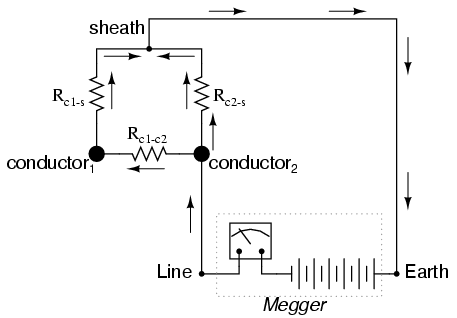 sheath
Rc1-s
Rc2-s
Rc1-c2
conductor1
conductor2
Line
Earth
Megger